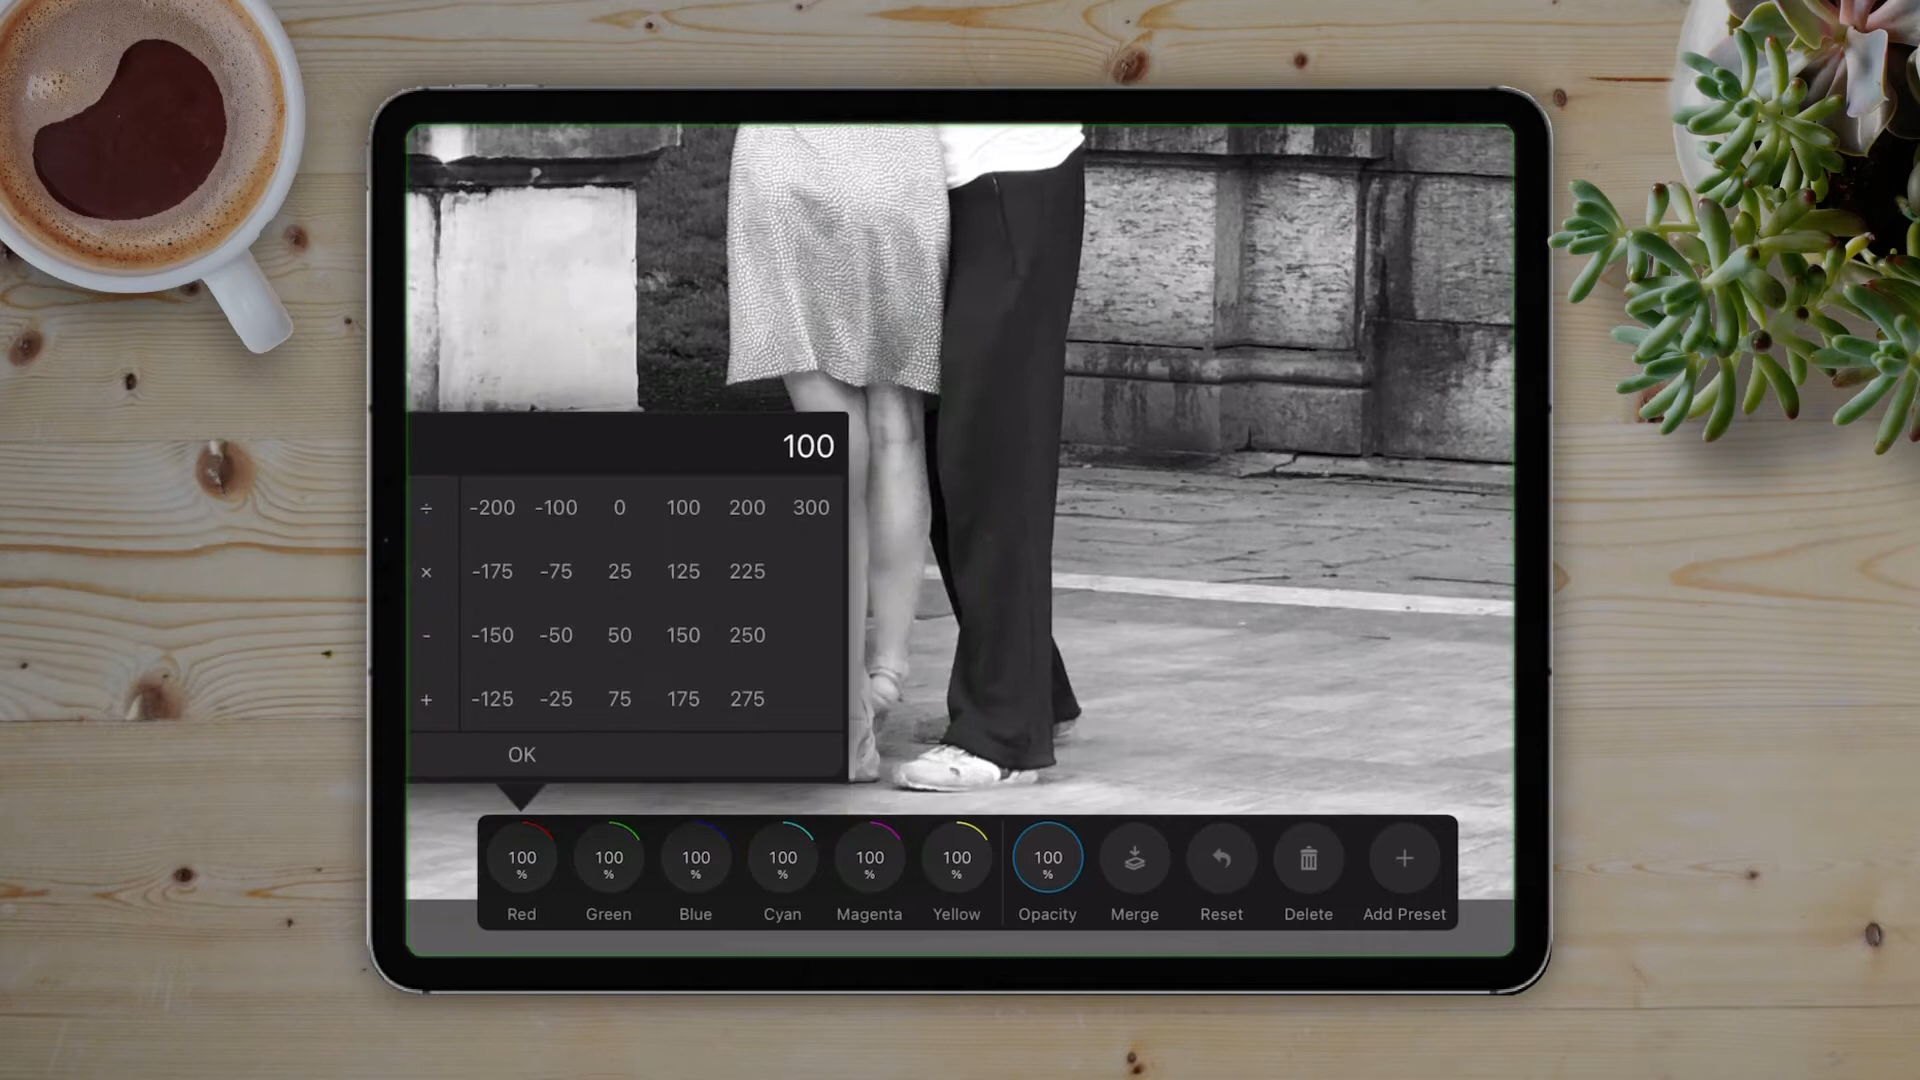 100
÷ -200 -100 0 100 200 300
× -175 -75 25 125 225
- -150 -50 50 150 250
+ -125 -25 75 175 275
OK
100 % 100 % 100 % 100 % 100 % 100 % 100 %
Red Green Blue Cyan Magenta Yellow Opacity Merge Reset Delete Add Preset